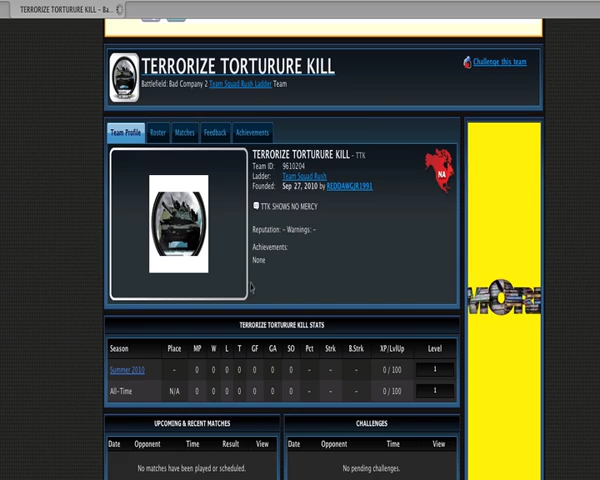 TERRORIZE TORTURURE KILL - Ba...
TERRORIZE TORTURURE KILL
Challenge this team
Battlefield: Bad Company 2 Team Squad Rush Ladder Team
Team Profile Roster Matches Feedback Achievements
TERRORIZE TORTURURE KILL - TTK
Team ID: 9610204
Ladder: Team Squad Rush
Founded: Sep 27, 2010 by REDDAWGJR1991
NA
TTK SHOWS NO MERCY
Reputation: - Warnings: -
Achievements:
None
MORE
TERRORIZE TORTURURE KILL STATS
Season Place MP W L T GF GA SO Pct Strk B.Strk XP/LvlUp Level
Summer 2010 - 0 0 0 0 0 0 0 - - - 0 / 100 1
All-Time N/A 0 0 0 0 0 0 0 - - - 0 / 100 1
UPCOMING & RECENT MATCHES
Date Opponent Time Result View
No matches have been played or scheduled.
CHALLENGES
Date Opponent Time View
No pending challenges.